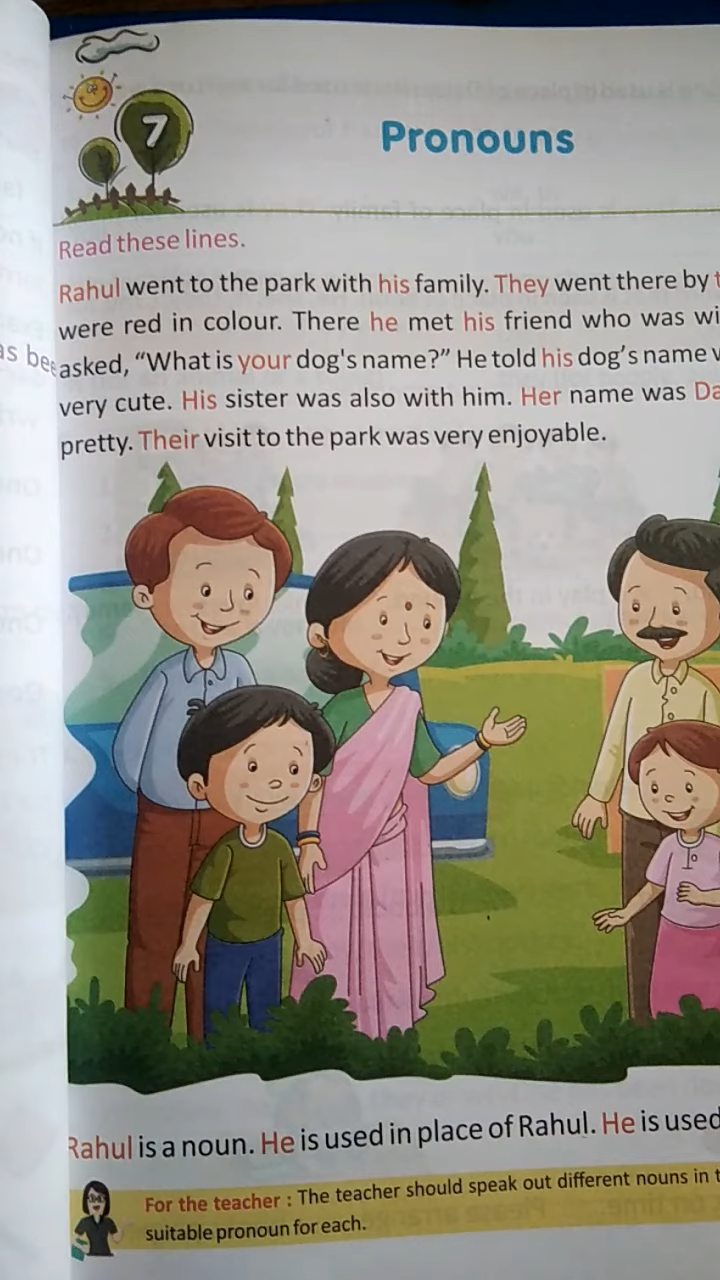 7
Pronouns
Read these lines.
Rahul went to the park with his family. They went there by
were red in colour. There he met his friend who was
asked, “What is your dog's name?” He told his dog’s name
very cute. His sister was also with him. Her name was
pretty. Their visit to the park was very enjoyable.
Rahul is a noun. He is used in place of Rahul. He is used
For the teacher : The teacher should speak out different nouns in
suitable pronoun for each.